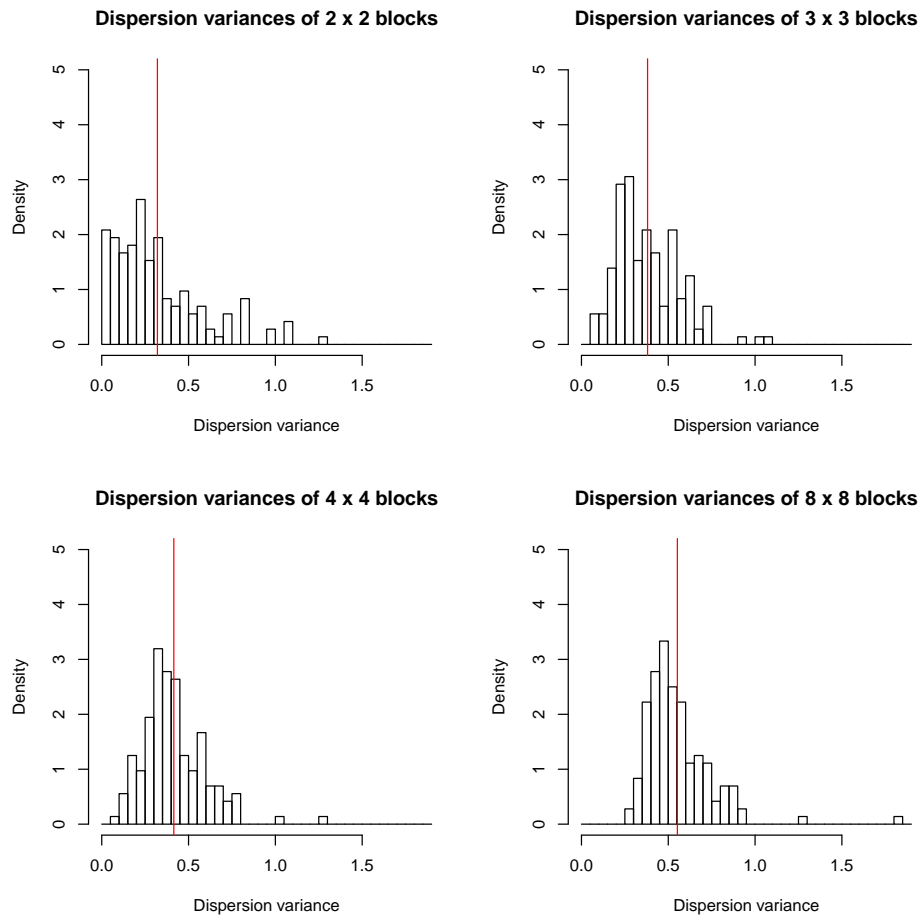 Dispersion variances of 2 x 2 blocks
5
4
3
2
1
0
Density
0.0 0.5 1.0 1.5
Dispersion variance
Dispersion variances of 3 x 3 blocks
5
4
3
2
1
0
Density
0.0 0.5 1.0 1.5
Dispersion variance
Dispersion variances of 4 x 4 blocks
5
4
3
2
1
0
Density
0.0 0.5 1.0 1.5
Dispersion variance
Dispersion variances of 8 x 8 blocks
5
4
3
2
1
0
Density
0.0 0.5 1.0 1.5
Dispersion variance